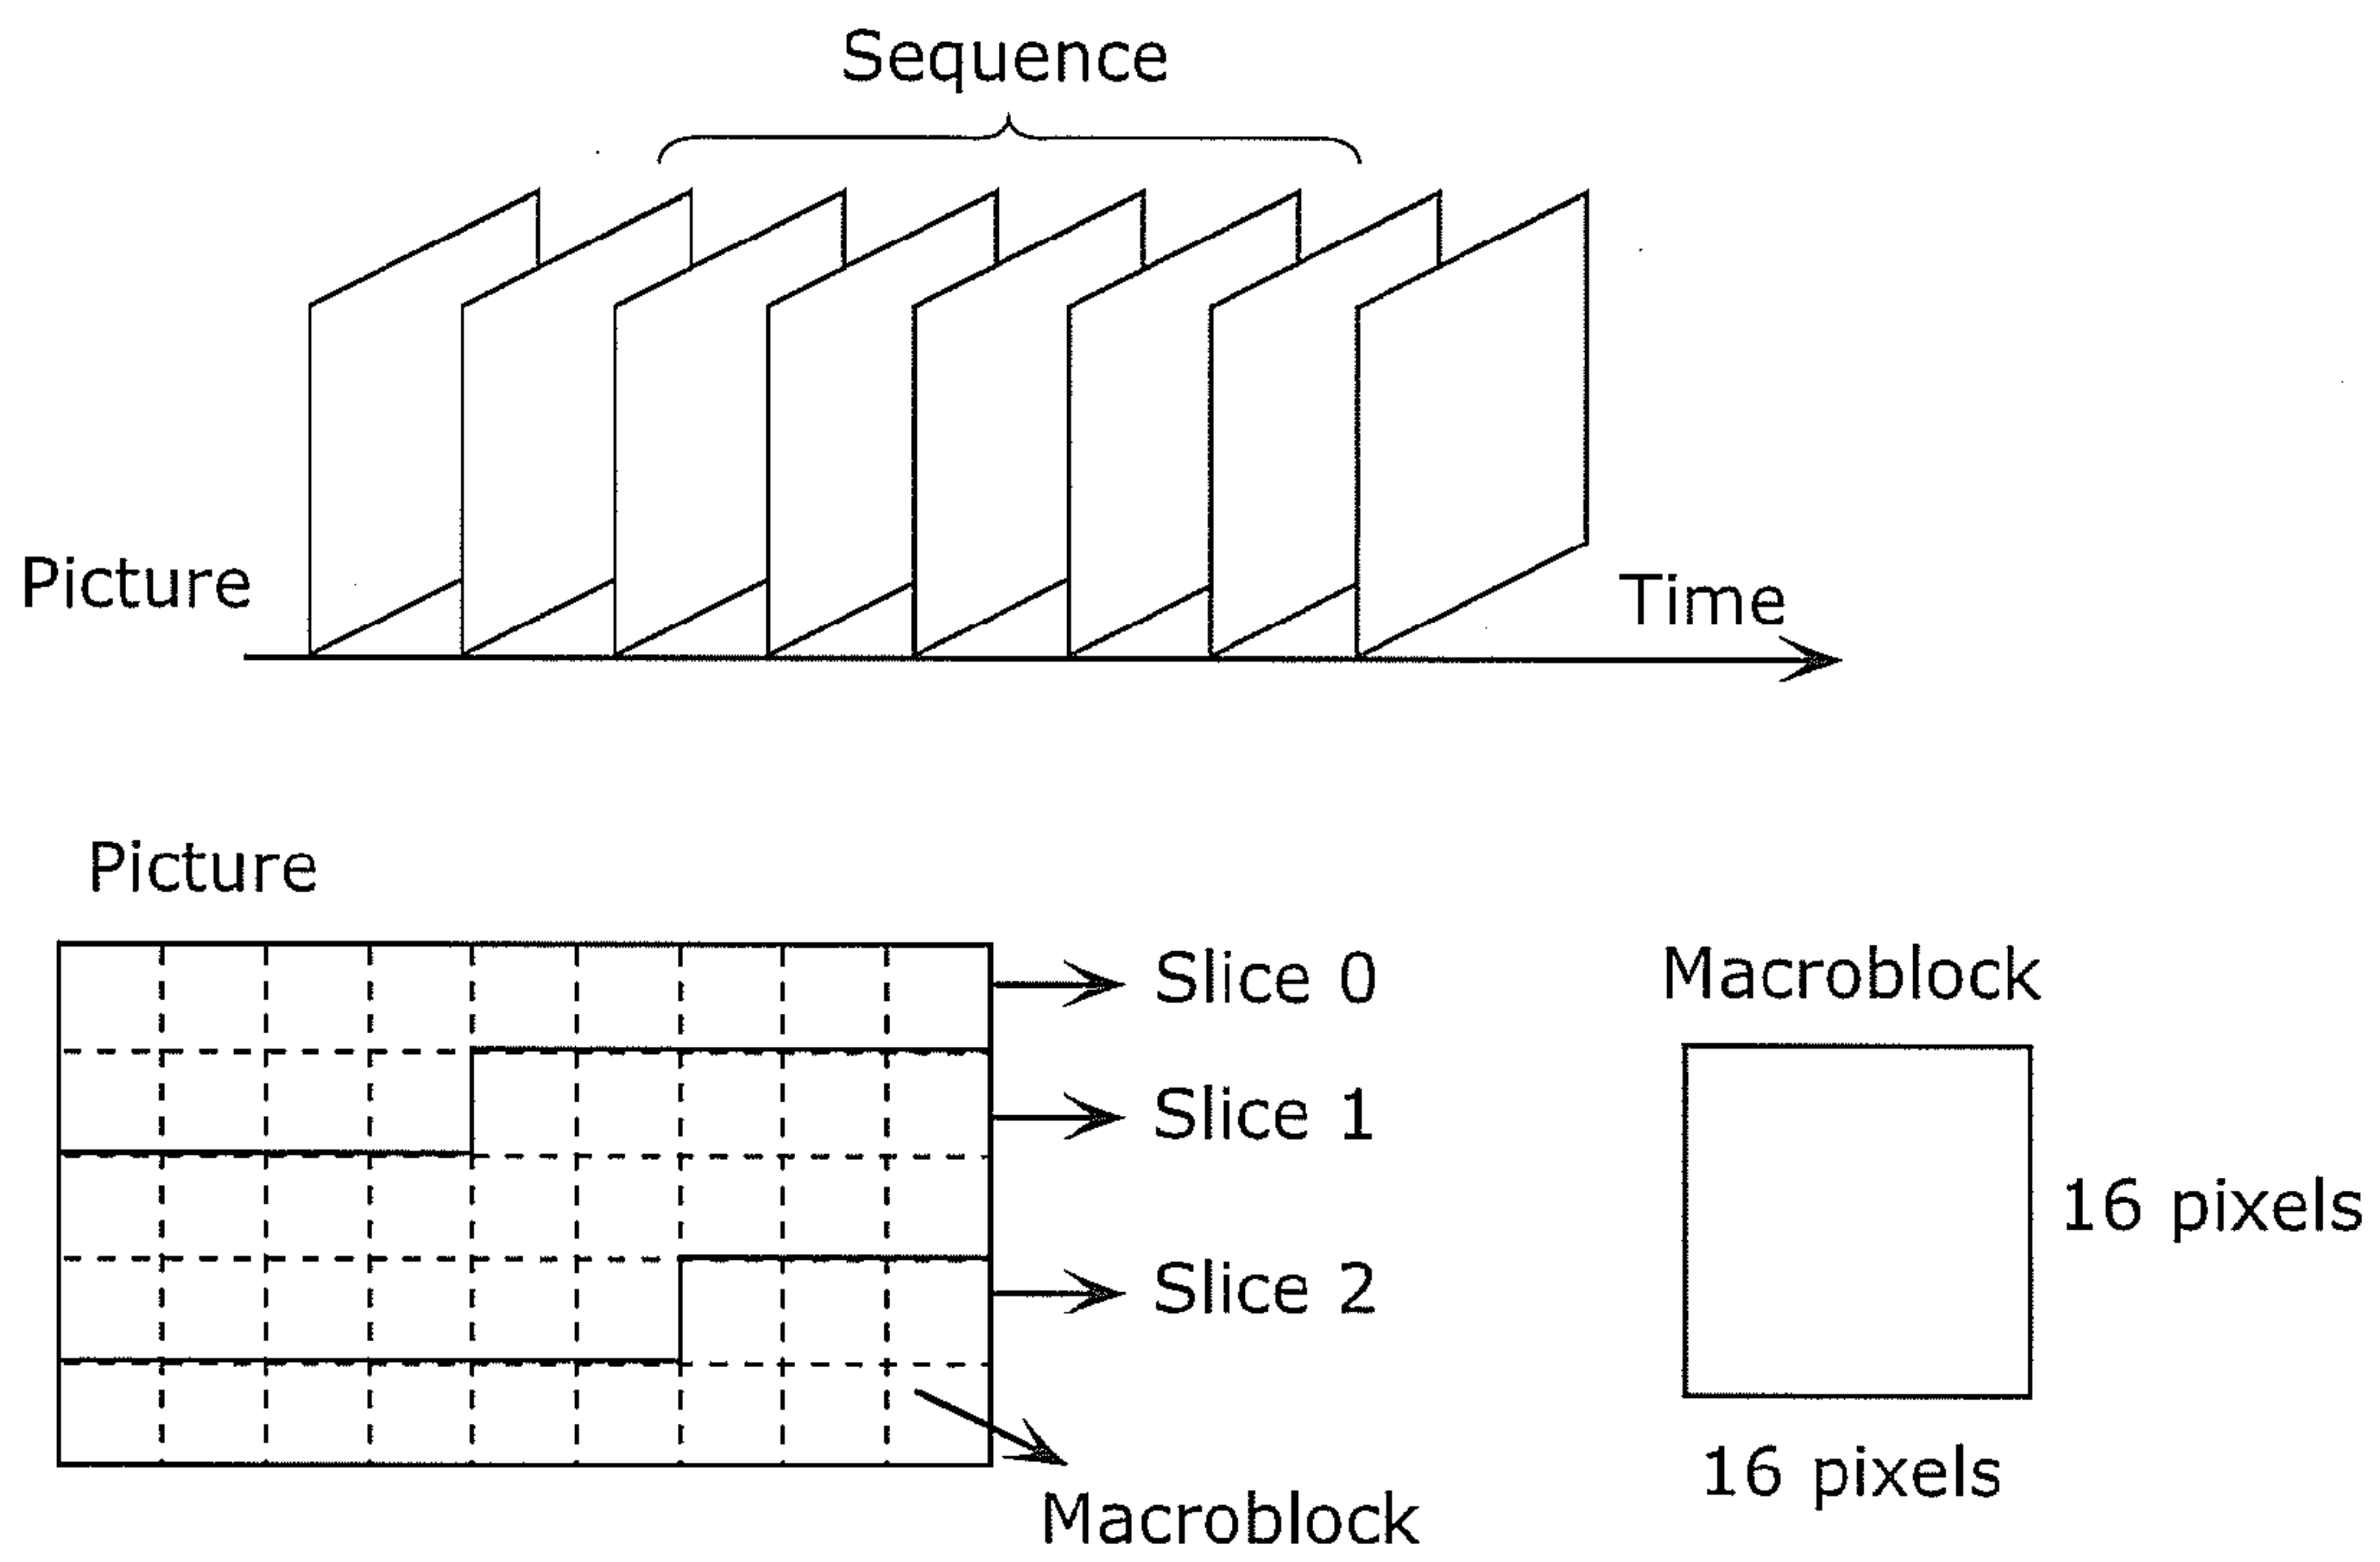 Sequence
Picture
Time
Picture
Slice 0
Slice 1
Slice 2
Macroblock
Macroblock
16 pixels
16 pixels